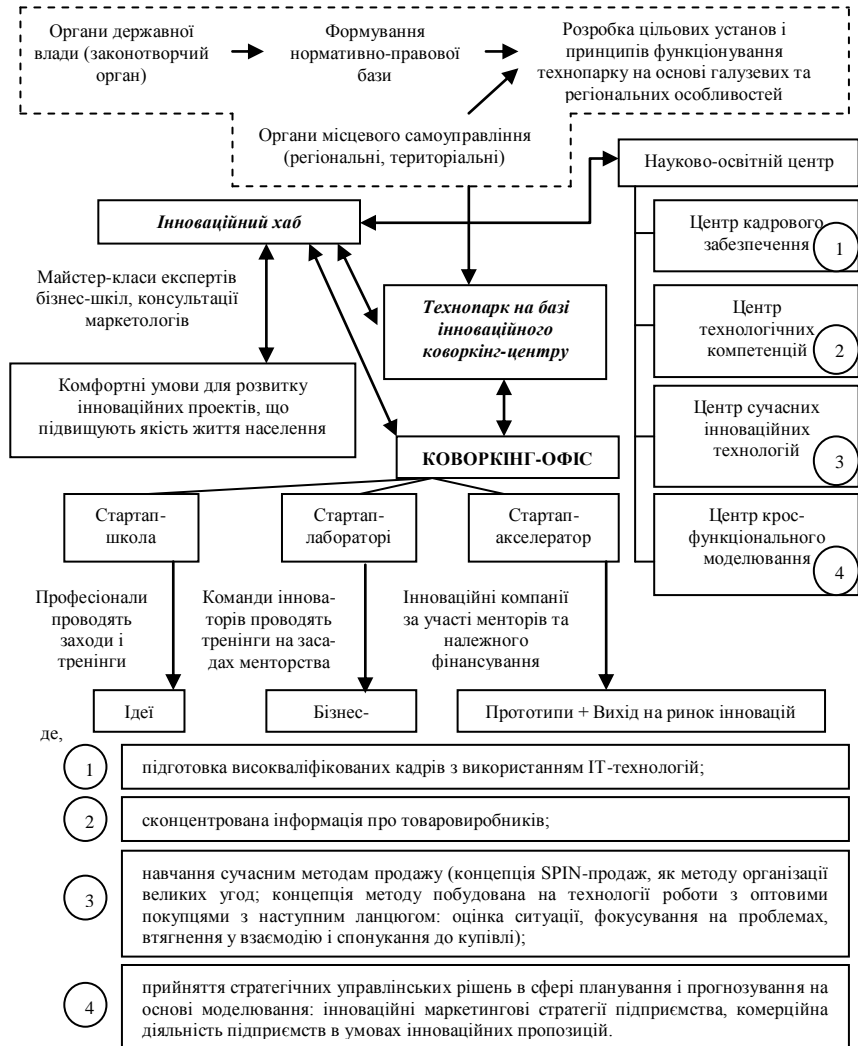 Органи державної
влади (законотворчий
орган)
Формування
нормативно-правової
бази
Розробка цільових установ і
принципів функціонування
технопарку на основі галузевих та
регіональних особливостей
Органи місцевого самоуправління
(регіональні, територіальні)
Науково-освітній центр
Інноваційний хаб
Центр кадрового
забезпечення
1
Майстер-класи експертів
бізнес-шкіл, консультації
маркетологів
Технопарк на базі
інноваційного
коворкінг-центру
Центр
технологічних
компетенцій
2
Комфортні умови для розвитку
інноваційних проектів, що
підвищують якість життя населення
Центр сучасних
інноваційних
технологій
3
КОВОРКІНГ-ОФІС
Стартап-
школа
Стартап-
лабораторі
Стартап-
акселератор
Центр крос-
функціонального
моделювання
4
Професіонали
проводять
заходи і
тренінги
Команди іннова-
торів проводять
тренінги на заса-
дах менторства
Інноваційні компанії
за участі менторів та
належного
фінансування
Ідеї
Бізнес-
Прототипи + Вихід на ринок інновацій
де,
1
підготовка висококваліфікованих кадрів з використанням ІТ-технологій;
2
сконцентрована інформація про товаровиробників;
3
навчання сучасним методам продажу (концепція SPIN-продаж, як методу організації
великих угод; концепція методу побудована на технології роботи з оптовими
покупцями з наступним ланцюгом: оцінка ситуації, фокусування на проблемах,
втягнення у взаємодію і спонукання до купівлі);
4
прийняття стратегічних управлінських рішень в сфері планування і прогнозування на
основі моделювання: інноваційні маркетингові стратегії підприємства, комерційна
діяльність підприємств в умовах інноваційних пропозицій.